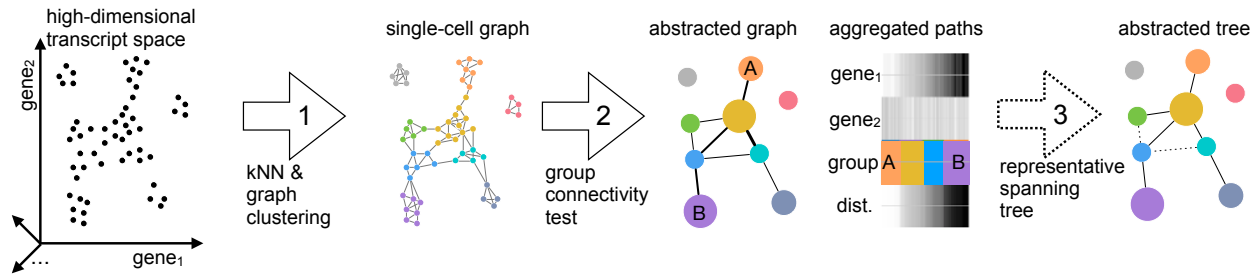 high-dimensional
transcript space
gene2
gene1
...
1
kNN &
graph
clustering
single-cell graph
2
group
connectivity
test
abstracted graph
A
B
aggregated paths
gene1
gene2
group
A
B
dist.
3
representative
spanning
tree
abstracted tree